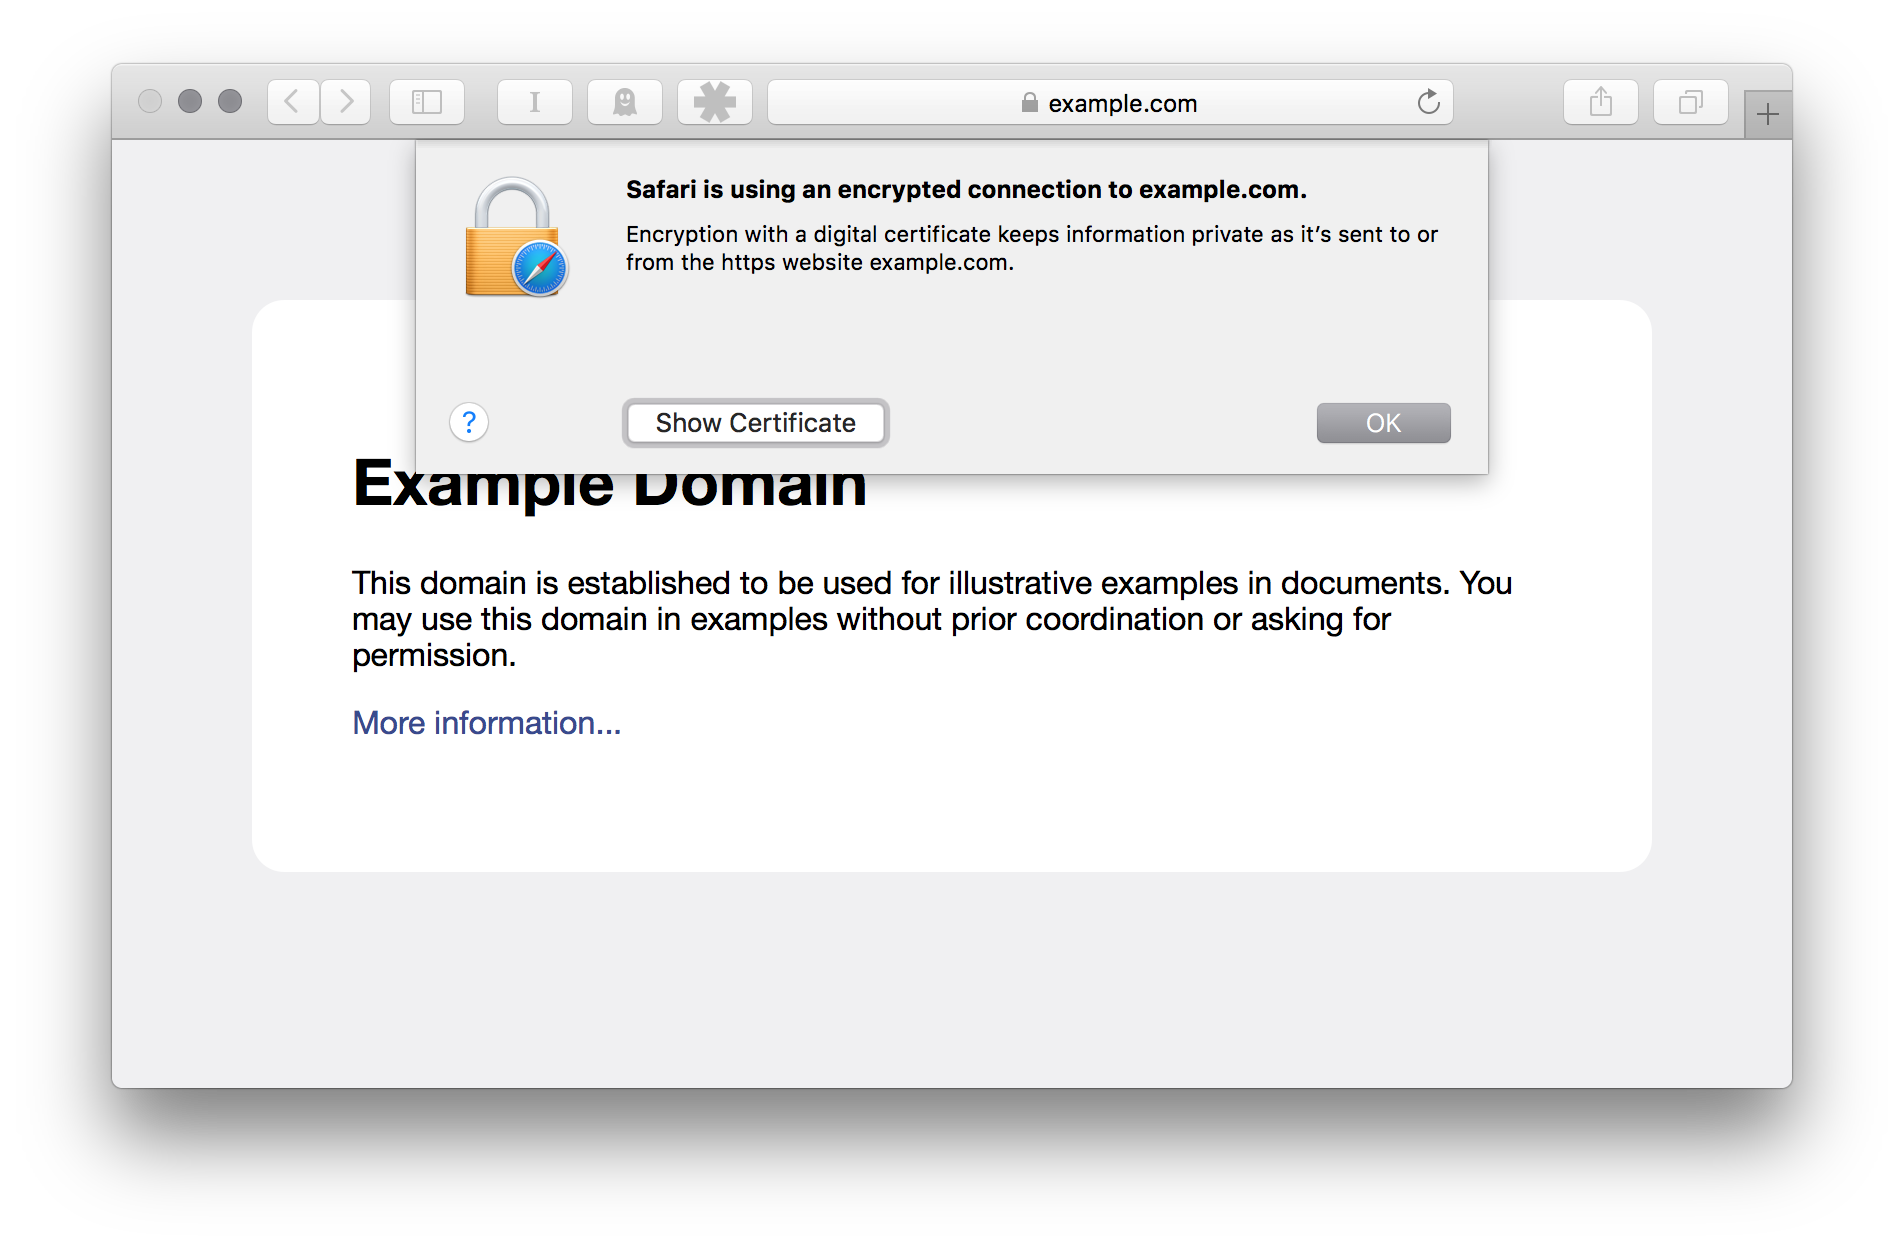 I
example.com
Safari is using an encrypted connection to example.com.
Encryption with a digital certificate keeps information private as it’s sent to or
from the https website example.com.
?
Show Certificate
OK
Example Domain
This domain is established to be used for illustrative examples in documents. You
may use this domain in examples without prior coordination or asking for
permission.
More information...